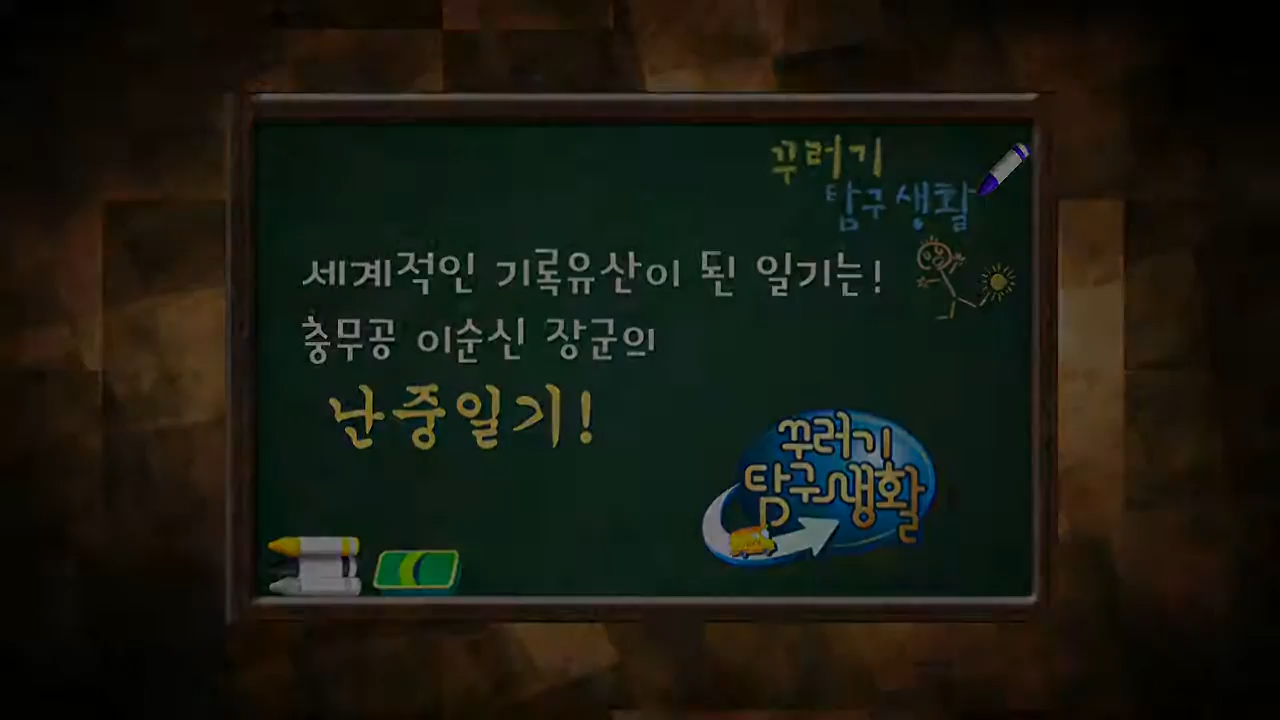 꾸러기
탐구생활
세계적인 기록유산이 된 일기는!
충무공 이순신 장군의
난중일기!
꾸러기
탐구생활